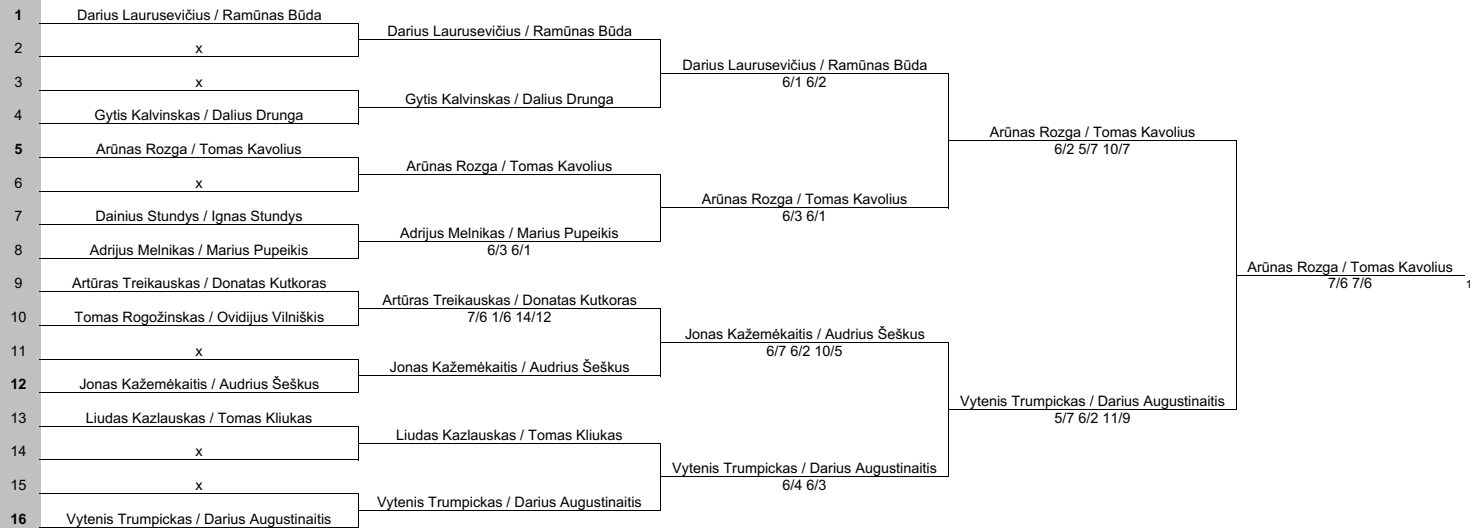 1 Darius Laurusevičius / Ramūnas Būda
Darius Laurusevičius / Ramūnas Būda
2 x
Darius Laurusevičius / Ramūnas Būda
6/1 6/2
3 x
Gytis Kalvinskas / Dalius Drunga
4 Gytis Kalvinskas / Dalius Drunga
Arūnas Rozga / Tomas Kavolius
6/2 5/7 10/7
5 Arūnas Rozga / Tomas Kavolius
Arūnas Rozga / Tomas Kavolius
6 x
Arūnas Rozga / Tomas Kavolius
6/3 6/1
7 Dainius Stundys / Ignas Stundys
Adrijus Melnikas / Marius Pupeikis
6/3 6/1
8 Adrijus Melnikas / Marius Pupeikis
Arūnas Rozga / Tomas Kavolius
7/6 7/6 1
9 Artūras Treikauskas / Donatas Kutkoras
Artūras Treikauskas / Donatas Kutkoras
7/6 1/6 14/12
10 Tomas Rogožinskas / Ovidijus Vilniškis
Jonas Kažemėkaitis / Audrius Šeškus
6/7 6/2 10/5
11 x
Jonas Kažemėkaitis / Audrius Šeškus
12 Jonas Kažemėkaitis / Audrius Šeškus
Vytenis Trumpickas / Darius Augustinaitis
5/7 6/2 11/9
13 Liudas Kazlauskas / Tomas Kliukas
Liudas Kazlauskas / Tomas Kliukas
14 x
Vytenis Trumpickas / Darius Augustinaitis
6/4 6/3
15 x
Vytenis Trumpickas / Darius Augustinaitis
16 Vytenis Trumpickas / Darius Augustinaitis